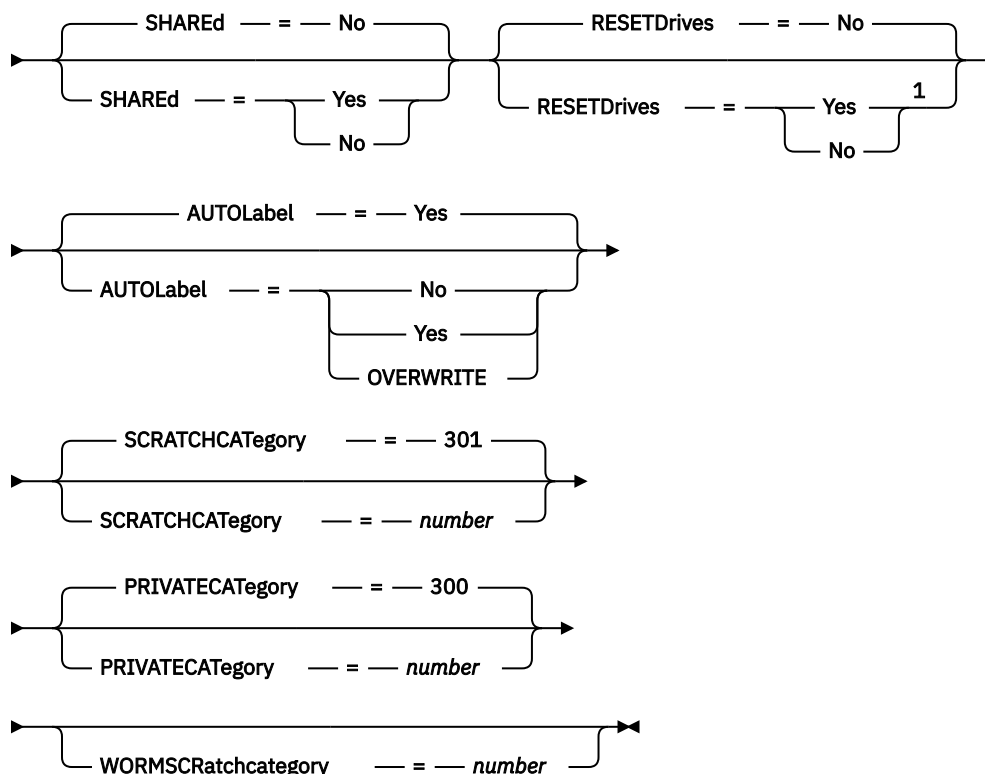 SHAREd = No RESETDrives = No
SHAREd = Yes RESETDrives = Yes 1
No No
AUTOLabel = Yes
AUTOLabel = No
Yes
OVERWRITE
SCRATCHCATegory = 301
SCRATCHCATegory = number
PRIVATECATegory = 300
PRIVATECATegory = number
WORMSCRatchcategory = number